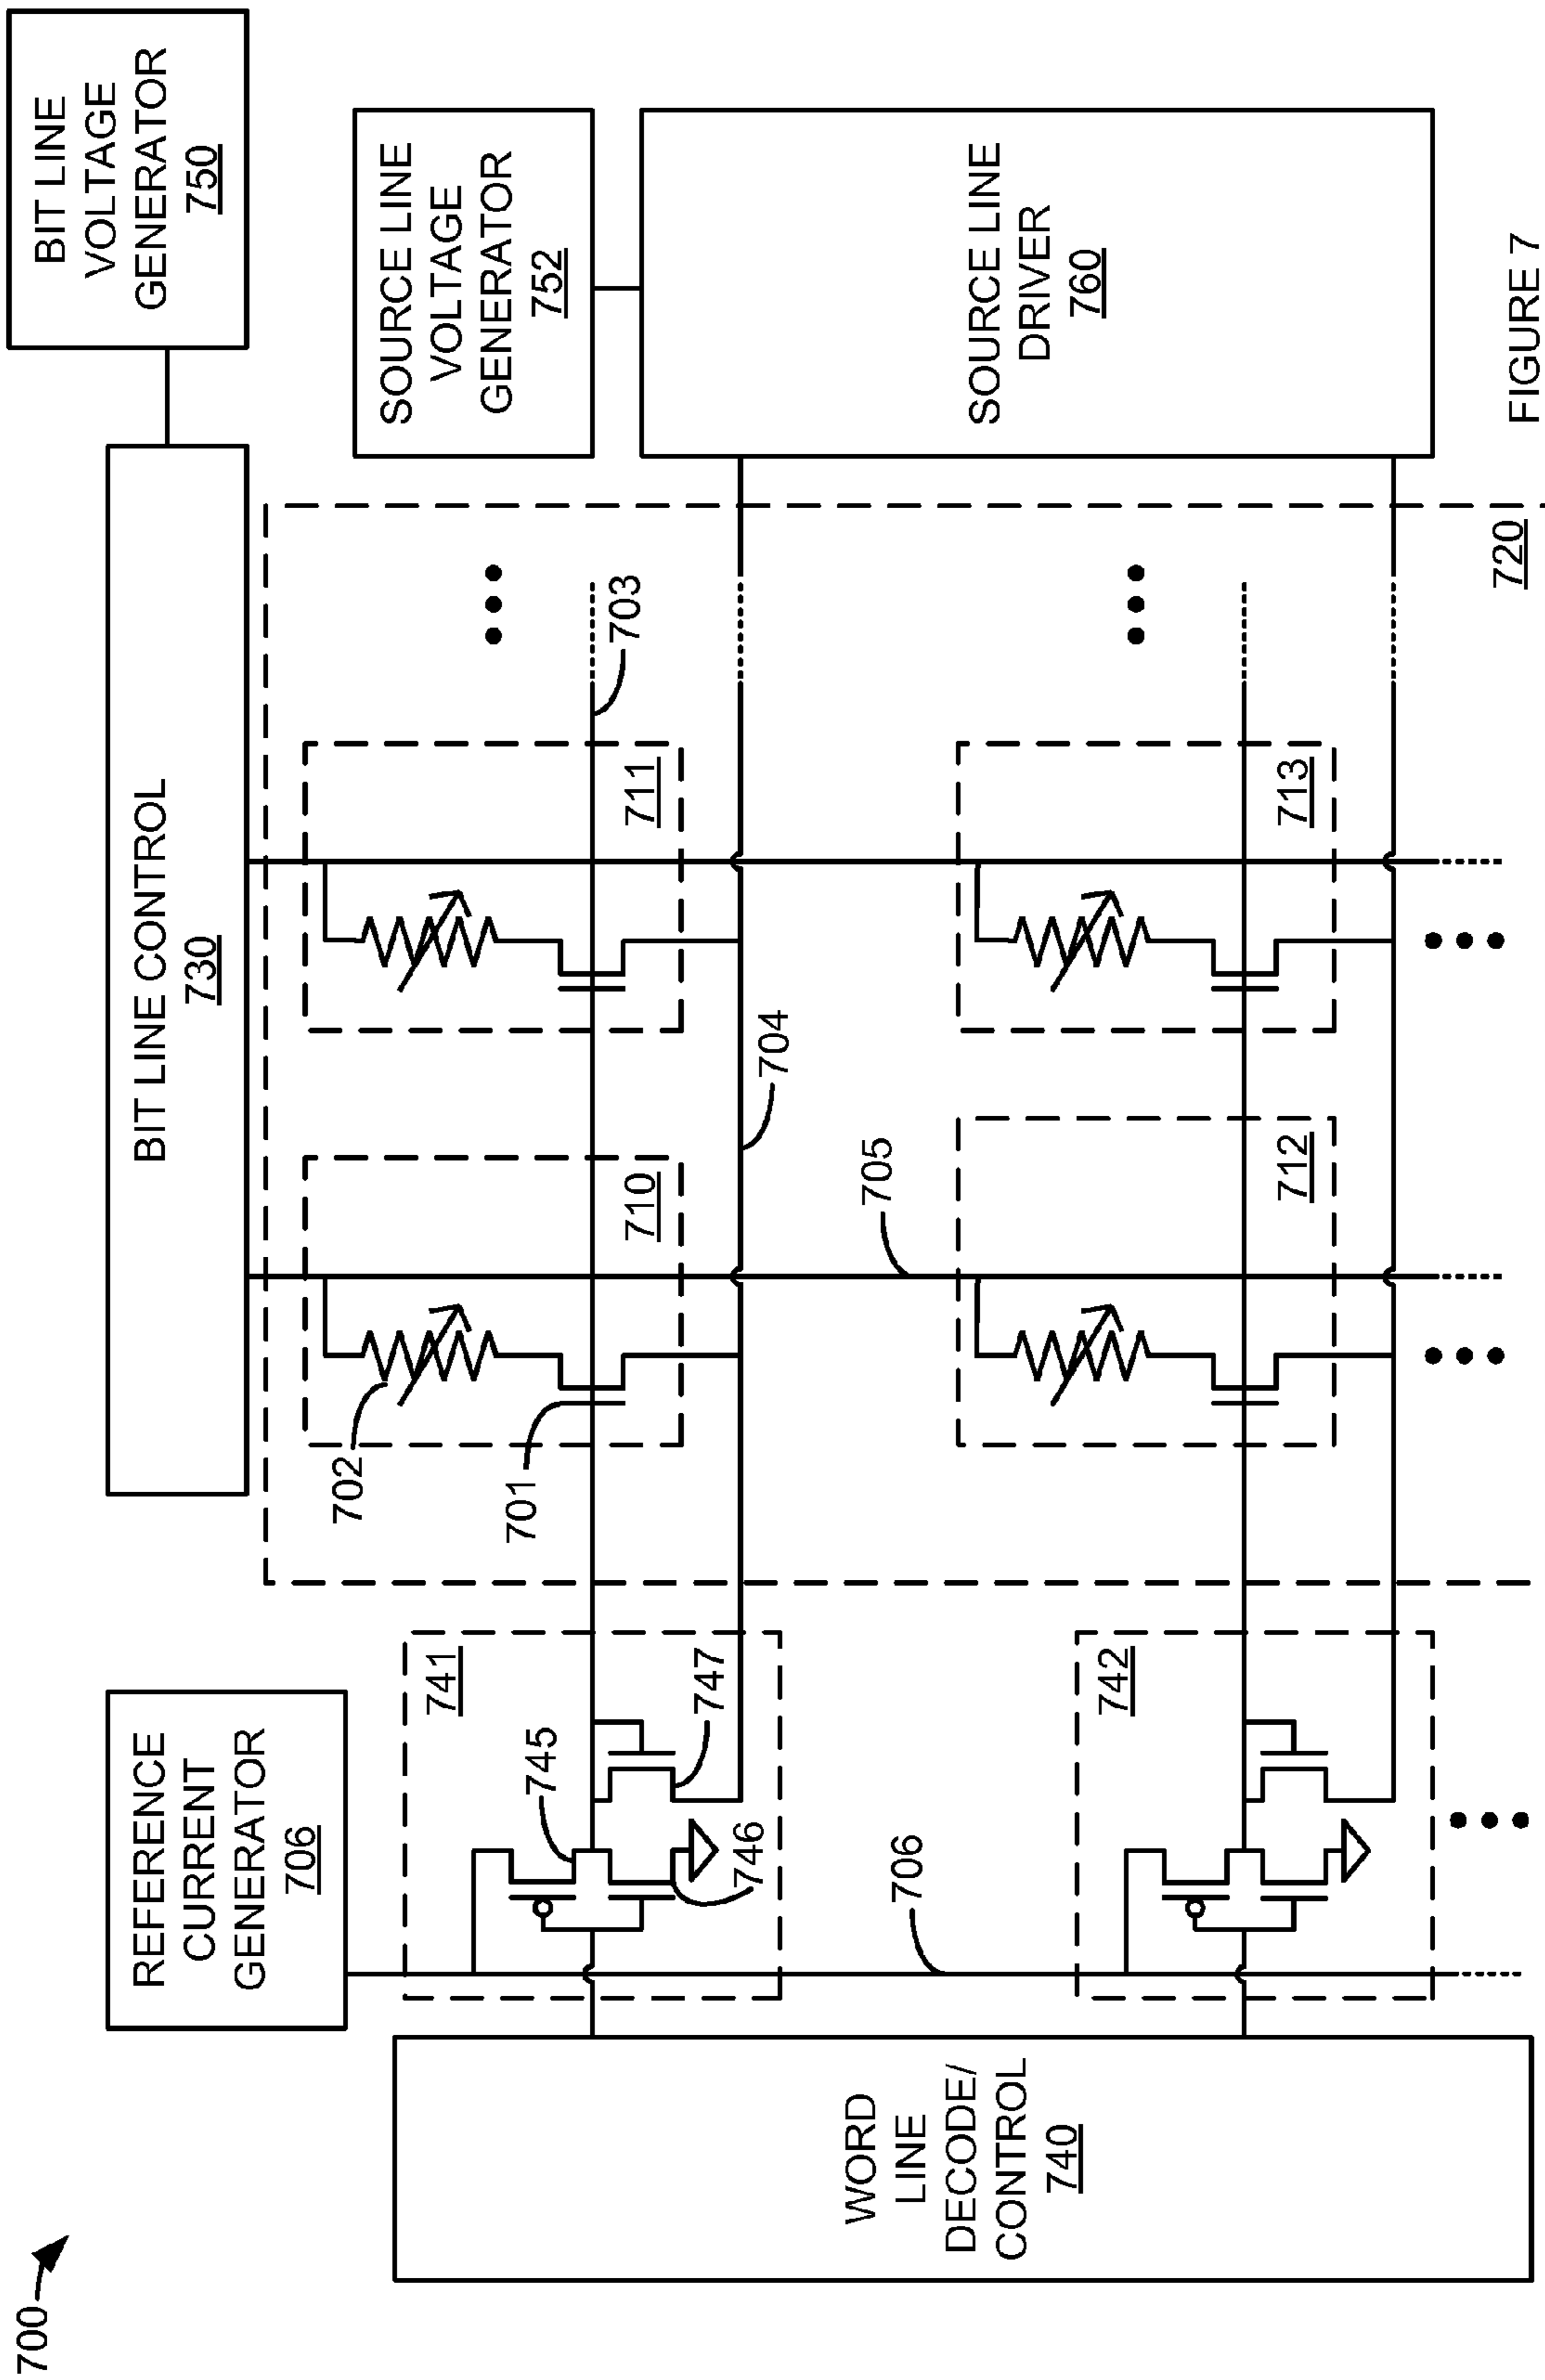 700
BIT LINE
VOLTAGE
GENERATOR
750
REFERENCE
CURRENT
GENERATOR
706
BIT LINE CONTROL
730
SOURCE LINE
VOLTAGE
GENERATOR
752
WORD
LINE
DECODE/
CONTROL
740
SOURCE LINE
DRIVER
760
741
745
747
746
702
701
710
711
703
704
705
706
742
712
713
720
FIGURE 7